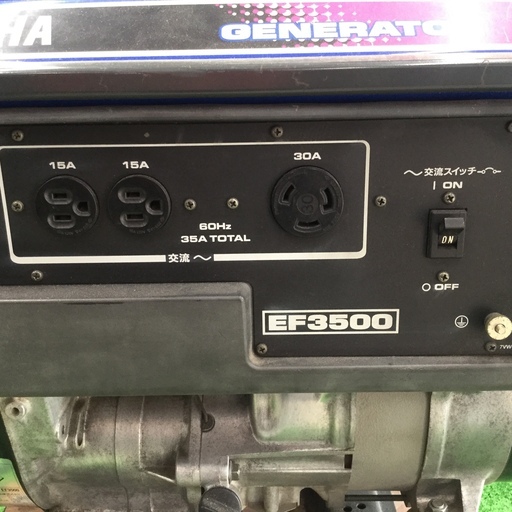 HA
GENERATO
15A
15A
30A
60Hz
35A TOTAL
交流 〜
〜交流スイッチ
| ON
ON
○ OFF
EF3500